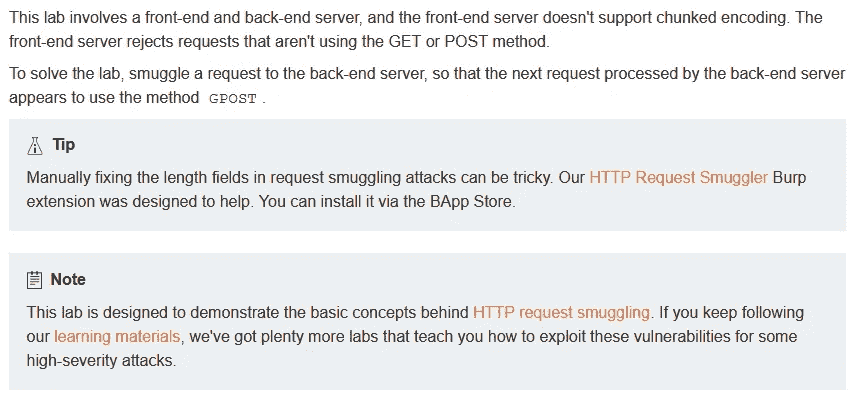 This lab involves a front-end and back-end server, and the front-end server doesn't support chunked encoding. The
front-end server rejects requests that aren't using the GET or POST method.
To solve the lab, smuggle a request to the back-end server, so that the next request processed by the back-end server
appears to use the method GPOST .
Tip
Manually fixing the length fields in request smuggling attacks can be tricky. Our HTTP Request Smuggler Burp
extension was designed to help. You can install it via the BApp Store.
Note
This lab is designed to demonstrate the basic concepts behind HTTP request smuggling. If you keep following
our learning materials, we've got plenty more labs that teach you how to exploit these vulnerabilities for some
high-severity attacks.